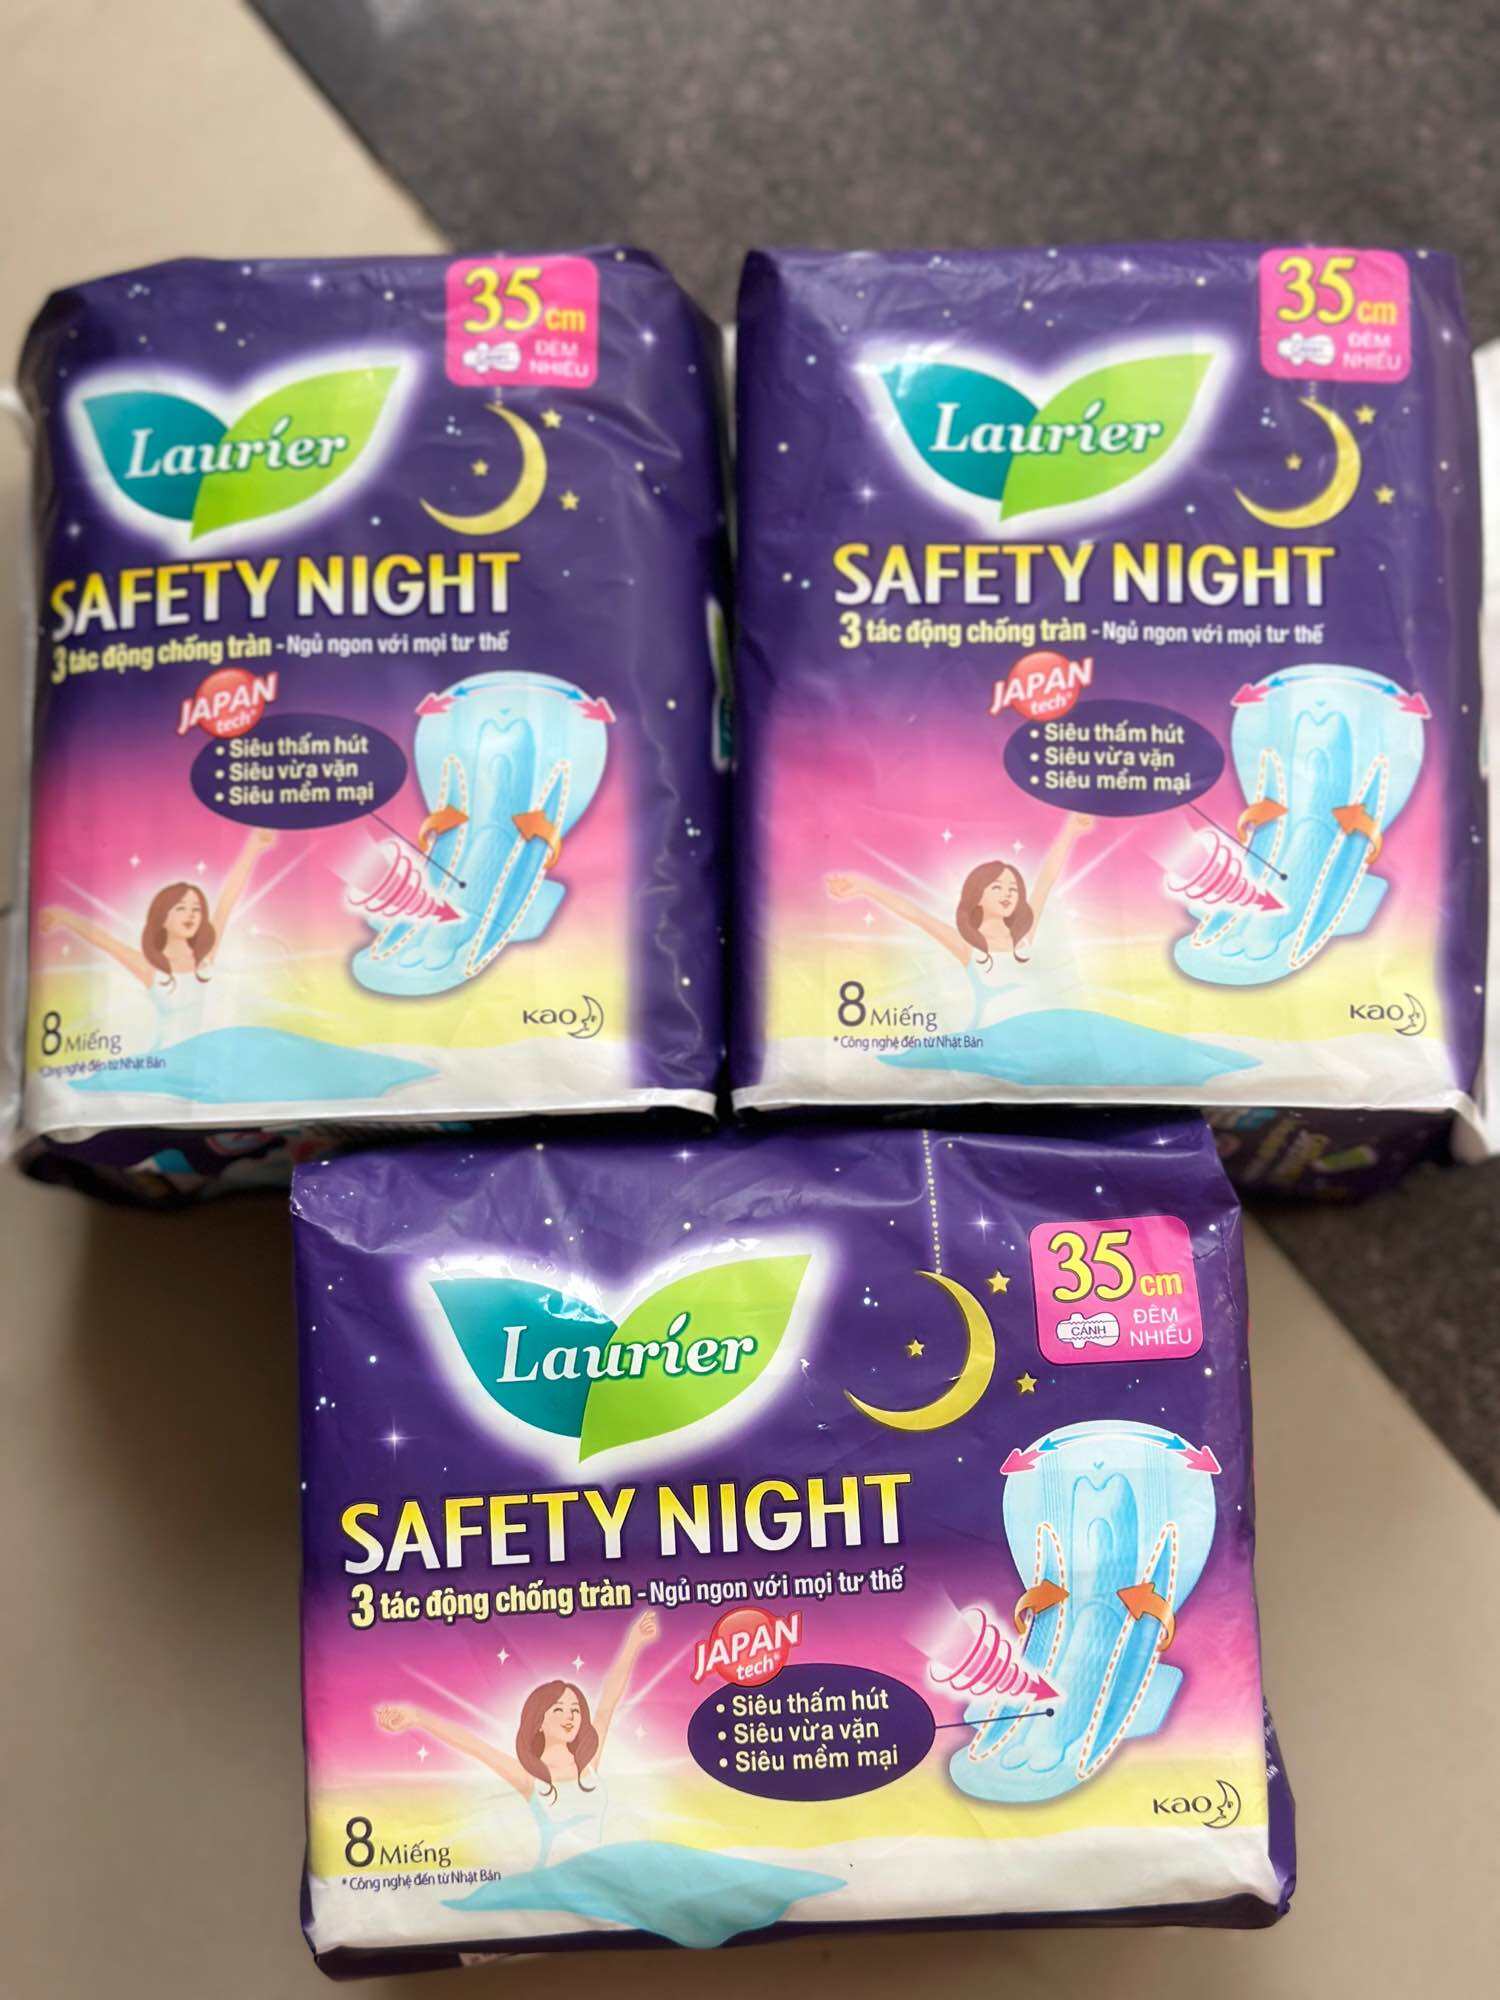 35cm
ĐÊM
NHIỀU
Laurier
SAFETY NIGHT
3 tác động chống tràn - Ngủ ngon với mọi tư thế
JAPAN
tech*
• Siêu thấm hút
• Siêu vừa vặn
• Siêu mềm mại
8 Miếng
*Công nghệ đến từ Nhật Bản
Kao
35cm
ĐÊM
NHIỀU
Laurier
SAFETY NIGHT
3 tác động chống tràn - Ngủ ngon với mọi tư thế
JAPAN
tech*
• Siêu thấm hút
• Siêu vừa vặn
• Siêu mềm mại
8 Miếng
* Công nghệ đến từ Nhật Bản
Kao
35cm
CÁNH
ĐÊM
NHIỀU
Laurier
SAFETY NIGHT
3 tác động chống tràn - Ngủ ngon với mọi tư thế
JAPAN
tech*
• Siêu thấm hút
• Siêu vừa vặn
• Siêu mềm mại
8 Miếng
* Công nghệ đến từ Nhật Bản
Kao